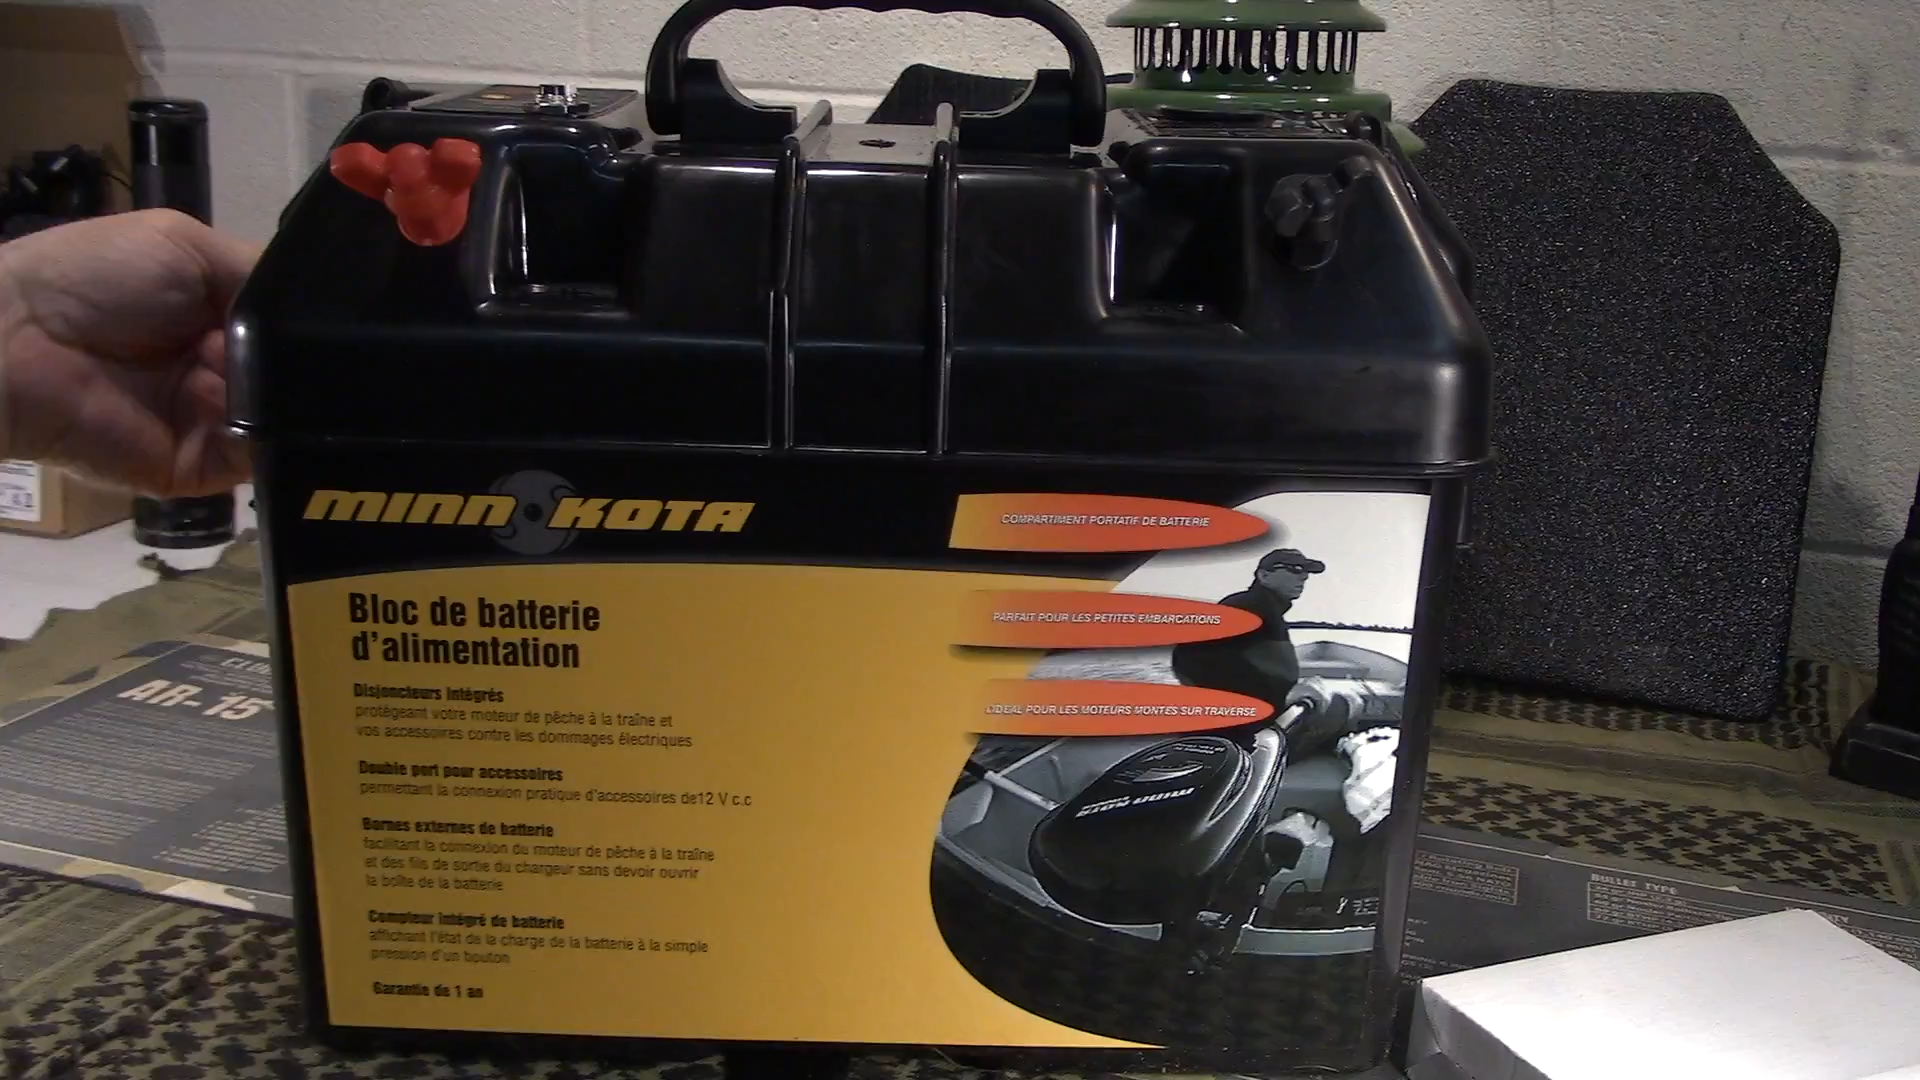 MINN KOTA
COMPARTIMENT PORTATIF DE BATTERIE
PARFAIT POUR LES PETITES EMBARCATIONS
IDÉAL POUR LES MOTEURS MONTÉS SUR TRAVERSE
Bloc de batterie
d'alimentation
Disjoncteurs intégrés
protégeant votre moteur de pêche à la traîne et
vos accessoires contre les dommages électriques
Double port pour accessoires
permettant la connexion pratique d'accessoires de12 V c.c
Bornes externes de batterie
facilitant la connexion du moteur de pêche à la traîne
et des fils de sortie du chargeur sans devoir ouvrir
la boîte de la batterie
Compteur intégré de batterie
affichant l'état de la charge de la batterie à la simple
pression d'un bouton
Garantie de 1 an
MINN KOTA
AR-15
BULLET TYPE